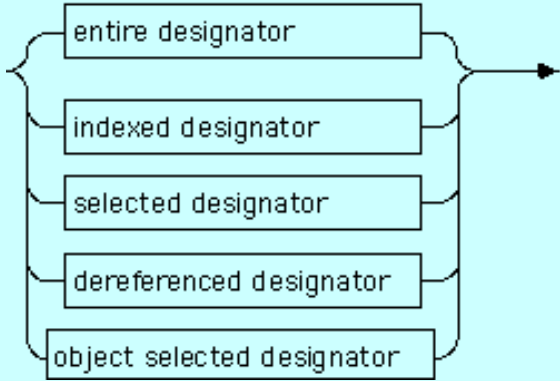 entire designator
indexed designator
selected designator
dereferenced designator
object selected designator